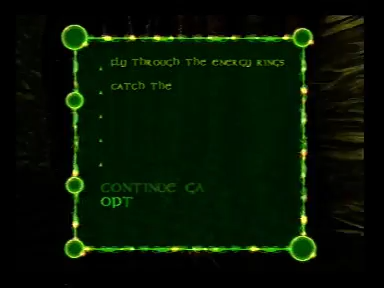 fly through the energy rings
catch the
CONTINUE GA
OPT